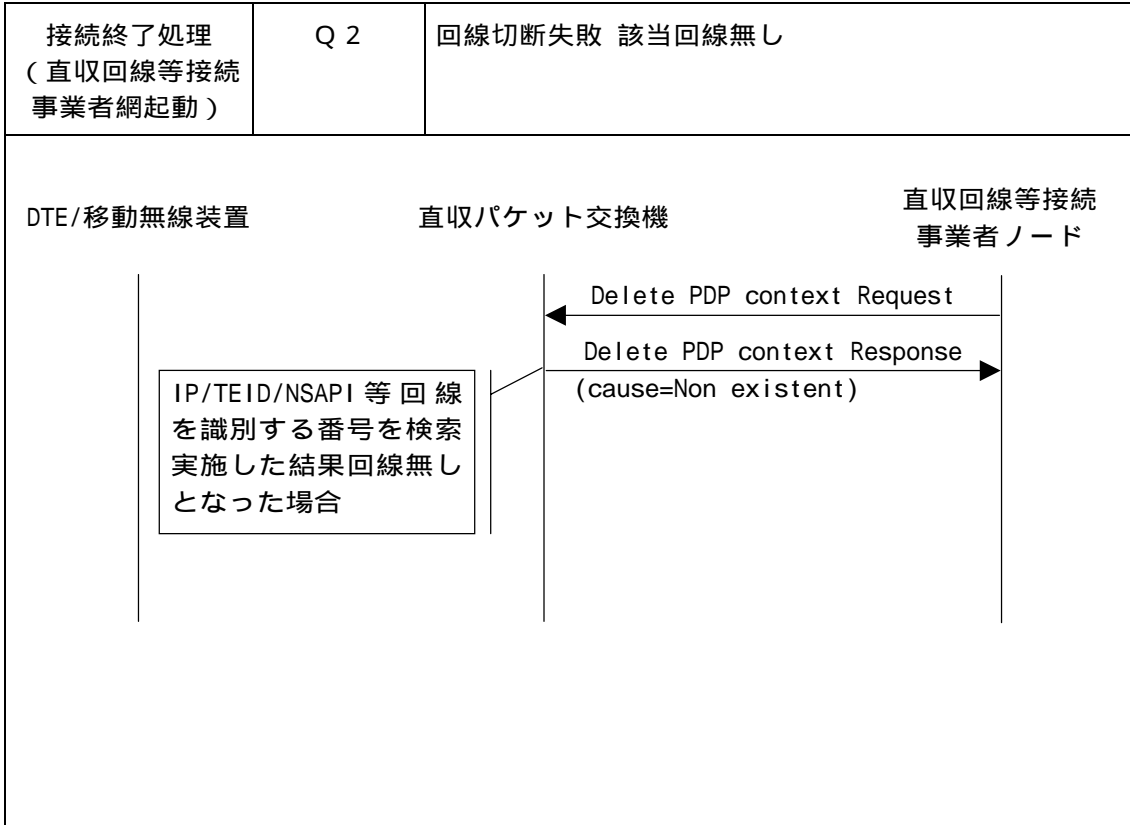 接続終了処理
(直収回線等接続
事業者網起動)
Q2
回線切断失敗 該当回線無し
DTE/移動無線装置
直収パケット交換機
直収回線等接続
事業者ノード
Delete PDP context Request
Delete PDP context Response
(cause=Non existent)
IP/TEID/NSAPI等回線
を識別する番号を検索
実施した結果回線無し
となった場合